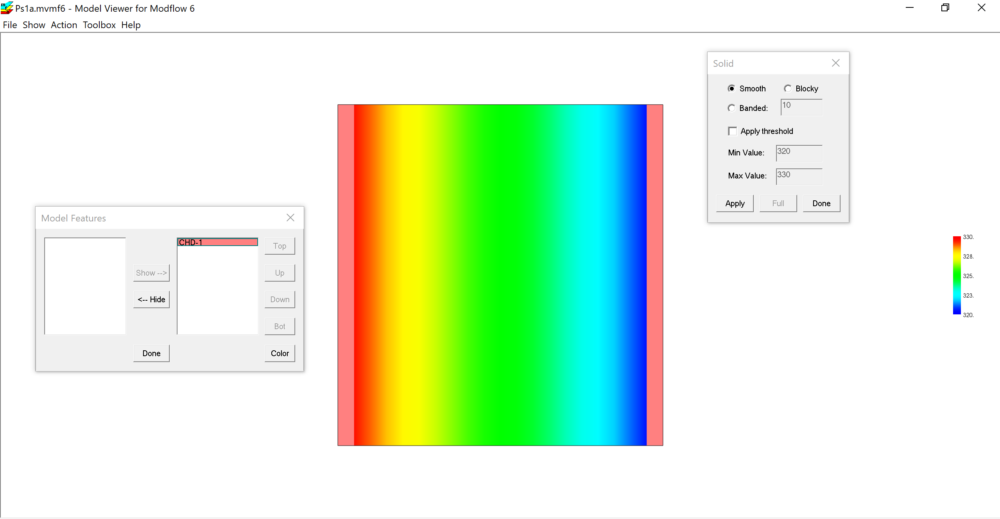 Ps1a.mvmf6 - Model Viewer for Modflow 6
File Show Action Toolbox Help
Solid
Smooth Blocky
Banded: 10
Apply threshold
Min Value: 320
Max Value: 330
Apply Full Done
Model Features
CHD-1
Top
Show -->
Up
<-- Hide
Down
Bot
Done
Color
330.
328.
325.
323.
320.